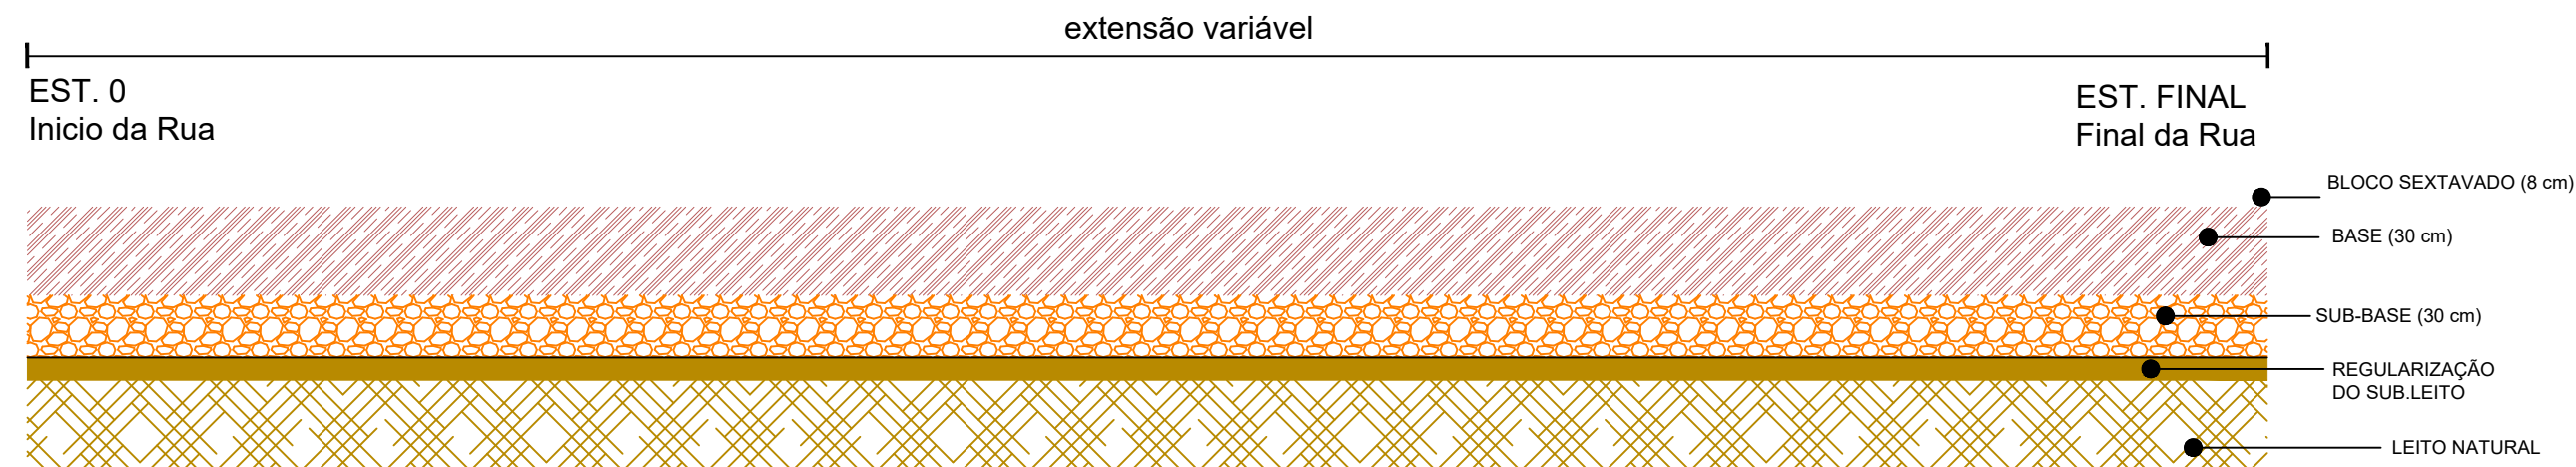 extensão variável
EST. 0
Inicio da Rua
EST. FINAL
Final da Rua
BLOCO SEXTAVADO (8 cm)
BASE (30 cm)
SUB-BASE (30 cm)
REGULARIZAÇÃO
DO SUB.LEITO
LEITO NATURAL